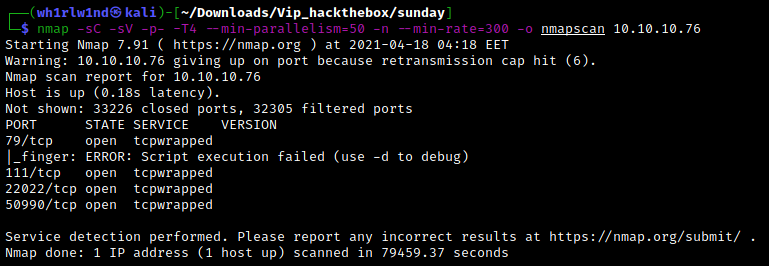 ┌──(wh1rlw1nd㉿kali)-[~/Downloads/Vip_hackthebox/sunday]
└─$ nmap -sC -sV -p- -T4 --min-parallelism=50 -n --min-rate=300 -o nmapscan 10.10.10.76
Starting Nmap 7.91 ( https://nmap.org ) at 2021-04-18 04:18 EET
Warning: 10.10.10.76 giving up on port because retransmission cap hit (6).
Nmap scan report for 10.10.10.76
Host is up (0.18s latency).
Not shown: 33226 closed ports, 32305 filtered ports
PORT      STATE SERVICE    VERSION
79/tcp    open  tcpwrapped
|_finger: ERROR: Script execution failed (use -d to debug)
111/tcp   open  tcpwrapped
22022/tcp open  tcpwrapped
50990/tcp open  tcpwrapped

Service detection performed. Please report any incorrect results at https://nmap.org/submit/ .
Nmap done: 1 IP address (1 host up) scanned in 79459.37 seconds